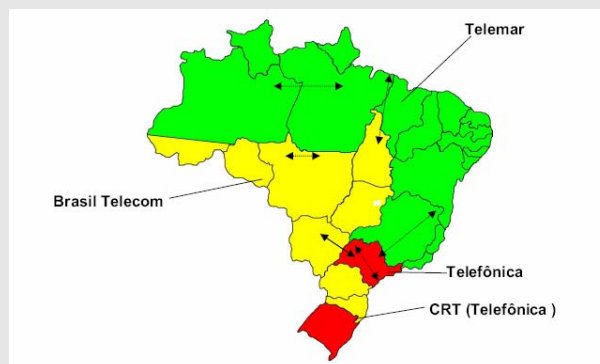 Telemar
Brasil Telecom
Telefônica
CRT (Telefônica )